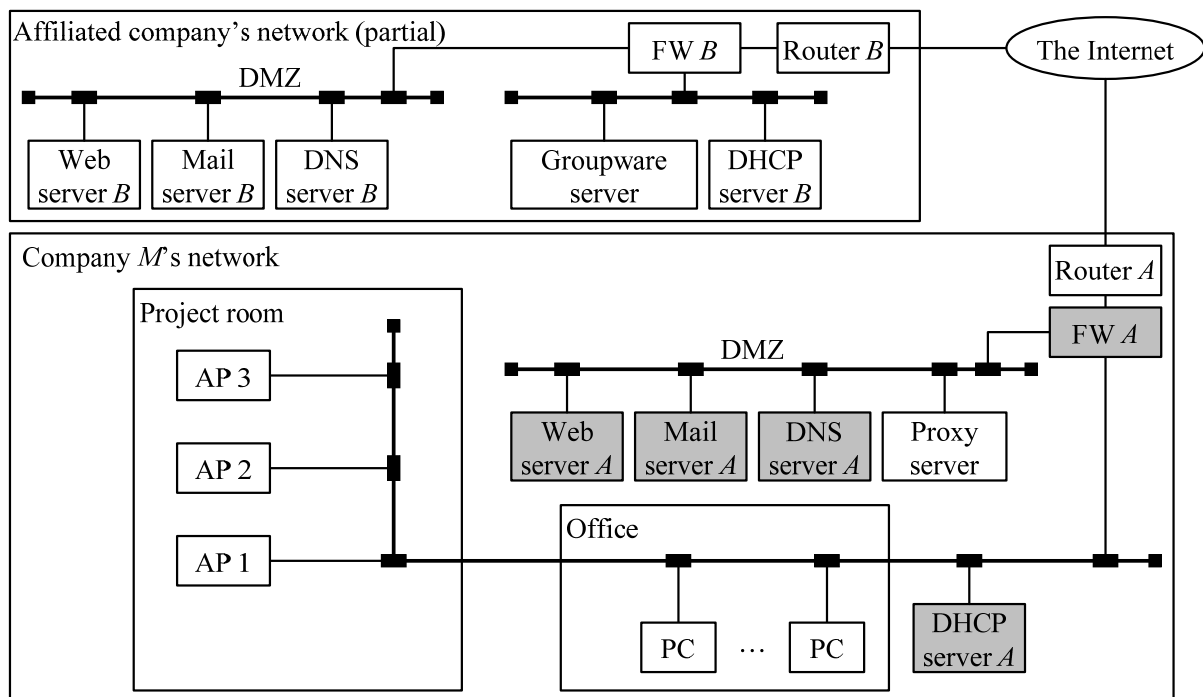 Affiliated company’s network (partial)
FW B
Router B
The Internet
DMZ
Web
server B
Mail
server B
DNS
server B
Groupware
server
DHCP
server B
Company M’s network
Router A
Project room
FW A
DMZ
AP 3
Web
server A
Mail
server A
DNS
server A
Proxy
server
AP 2
Office
AP 1
PC
...
PC
DHCP
server A